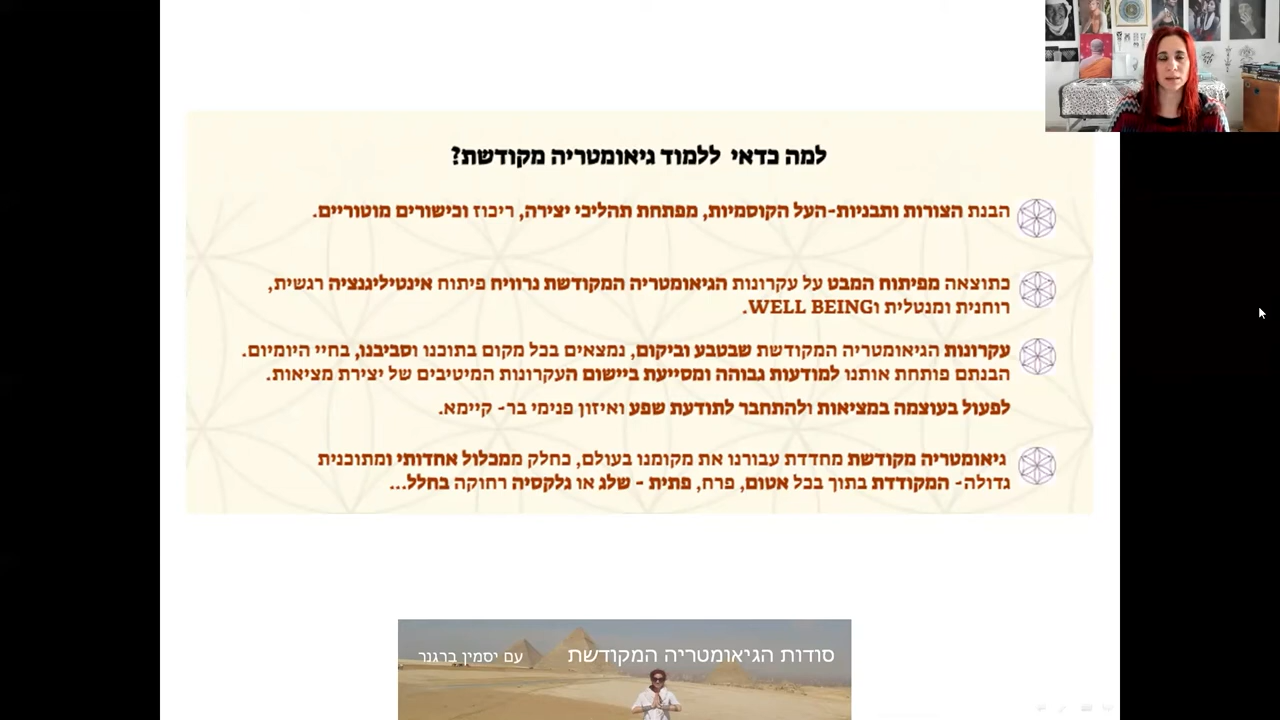 למה כדאי ללמוד גיאומטריה מקודשת?
הבנת הצורות ותבניות-העל הקוסמיות, מפתחת תהליכי יצירה, ריכוז וכישורים מוטוריים.
כתוצאה מפיתוח המבט על עקרונות הגיאומטריה המקודשת נרוויח פיתוח אינטיליגנציה רגשית,
רוחנית ומנטלית וWELL BEING.
עקרונות הגיאומטריה המקודשת שבטבע וביקום, נמצאים בכל מקום בתוכנו וסביבנו, בחיי היומיום.
הבנתם פותחת אותנו למודעות גבוהה ומסייעת ביישום העקרונות המיטיבים של יצירת מציאות.
לפעול בעוצמה במציאות ולהתחבר לתודעת שפע ואיזון פנימי בר- קיימא.
גיאומטריה מקודשת מחדדת עבורנו את מקומנו בעולם, כחלק ממכלול אחדותי ומתוכנית
גדולה- המקודדת בתוך בכל אטום, פרח, פתית - שלג או גלקסיה רחוקה בחלל...
סודות הגיאומטריה המקודשת עם יסמין ברגנר